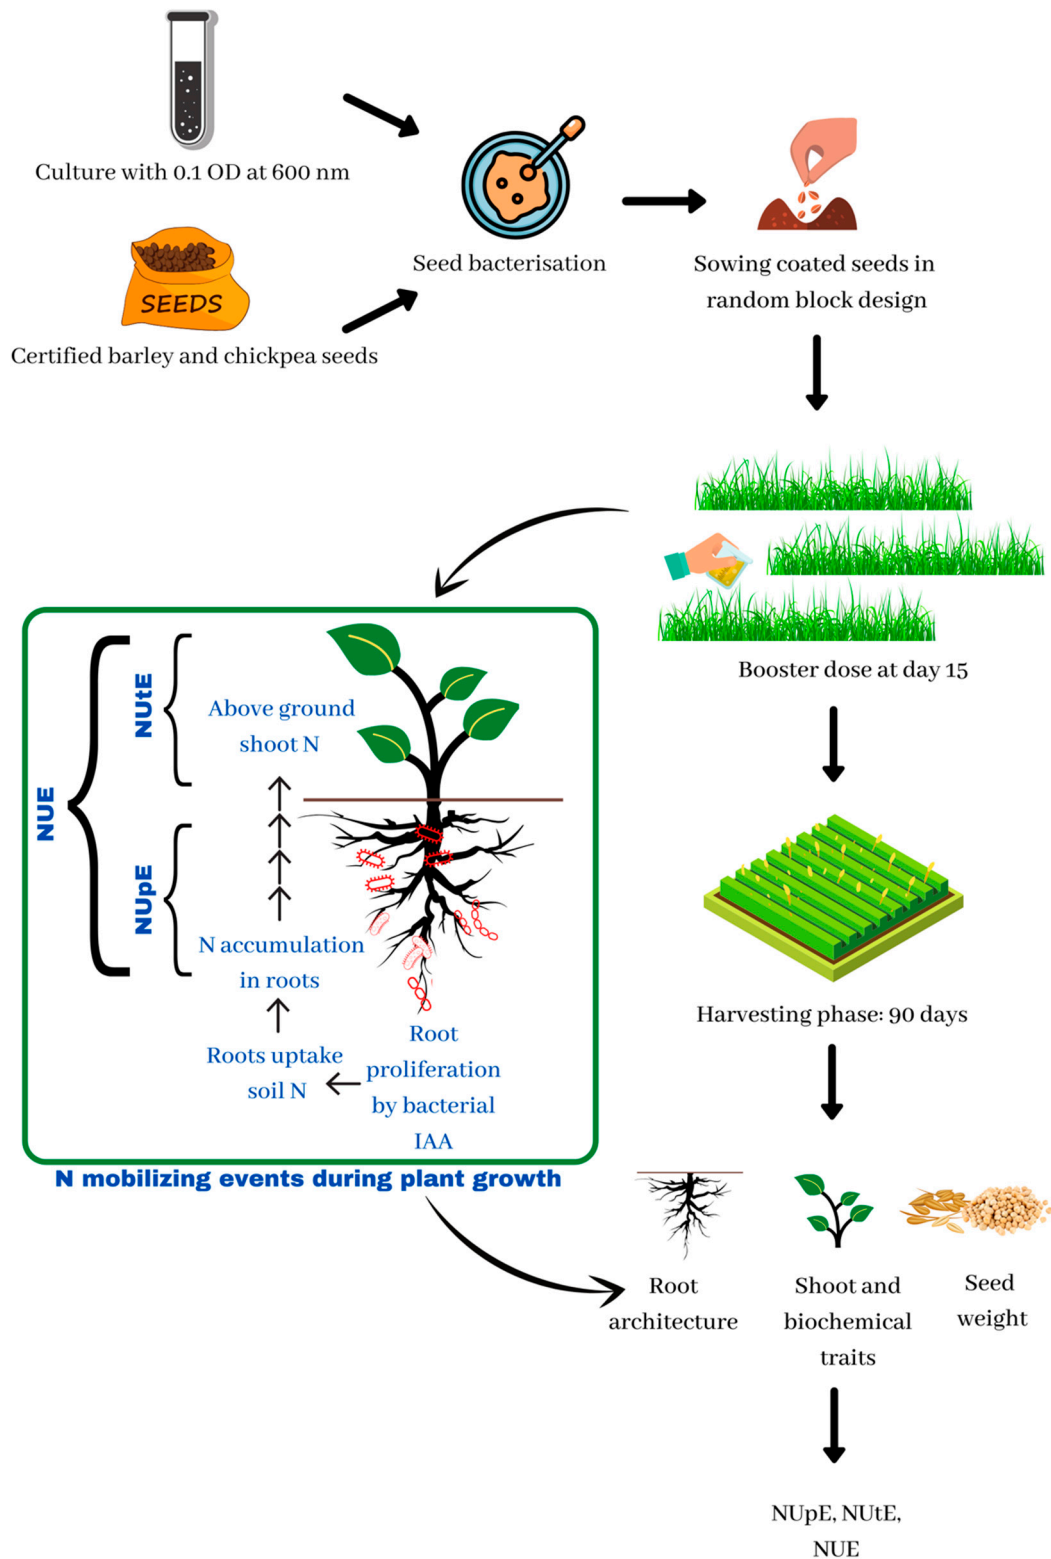 Culture with 0.1 OD at 600 nm
SEEDS
Certified barley and chickpea seeds
Seed bacterisation
Sowing coated seeds in
random block design
Booster dose at day 15
NUE
NUtE
NUpE
Above ground
shoot N
N accumulation
in roots
Roots uptake
soil N
Root
proliferation
by bacterial
IAA
N mobilizing events during plant growth
Harvesting phase: 90 days
Root
architecture
Shoot and
biochemical
traits
Seed
weight
NUpE, NUtE,
NUE